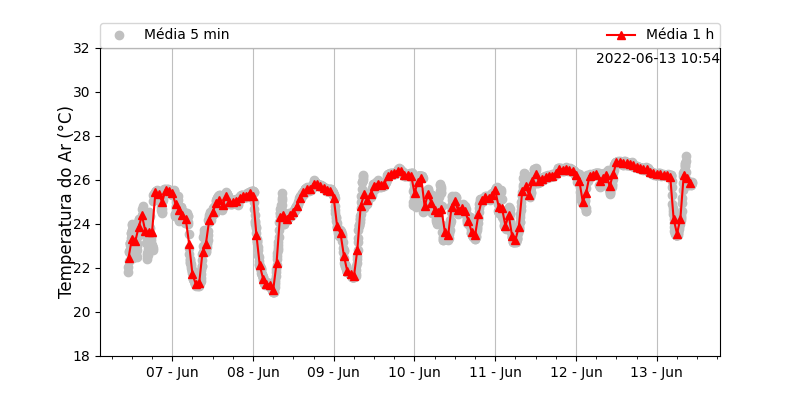 Média 5 min
Média 1 h
2022-06-13 10:54
Temperatura do Ar (°C)
32
30
28
26
24
22
20
18
07 - Jun
08 - Jun
09 - Jun
10 - Jun
11 - Jun
12 - Jun
13 - Jun